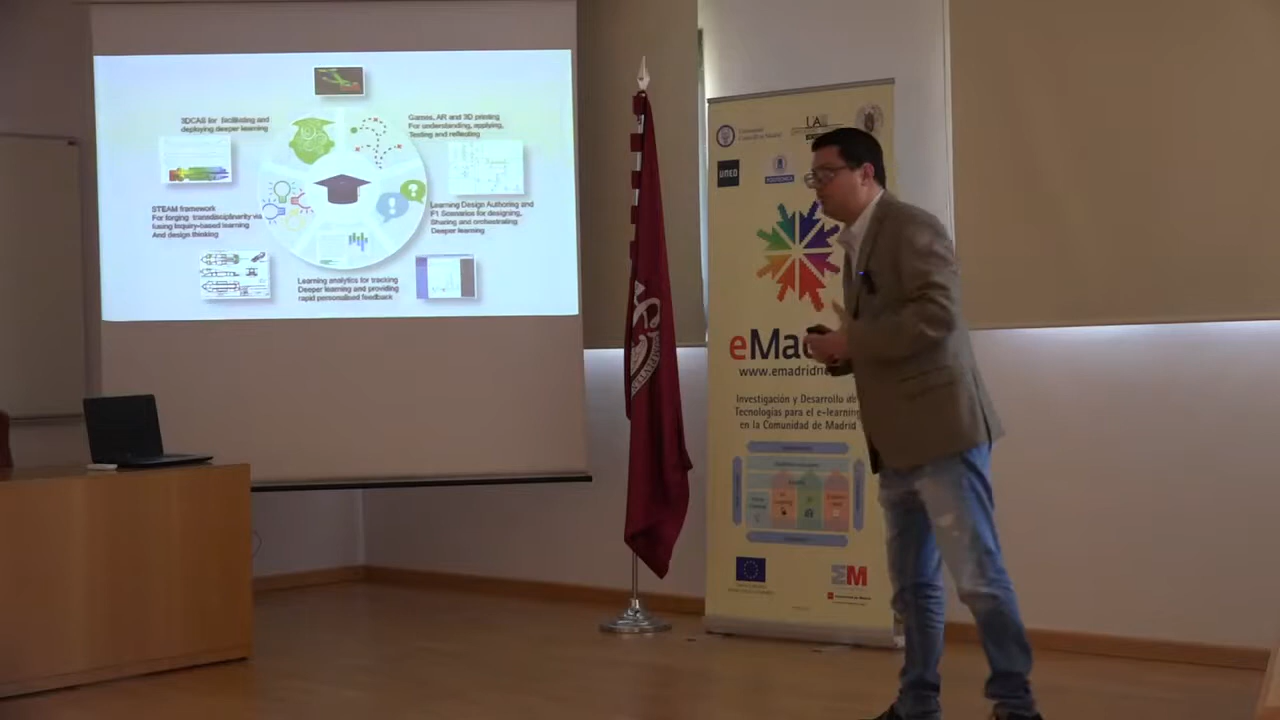 3DCAS for facilitating and
deploying deeper learning
Games, AR and 3D printing
For understanding, applying,
Testing and reflecting
STEAM framework
For forging transdisciplinarity via
fusing inquiry-based learning
And design thinking
Learning Design Authoring and
F1 Scenarios for designing,
Sharing and orchestrating
Deeper learning
Learning analytics for tracking
Deeper learning and providing
rapid personalised feedback
UNED
POLITÉCNICA
eMad
www.emadridne
Investigación y Desarrollo de
Tecnologías para el e-learning
en la Comunidad de Madrid
EM